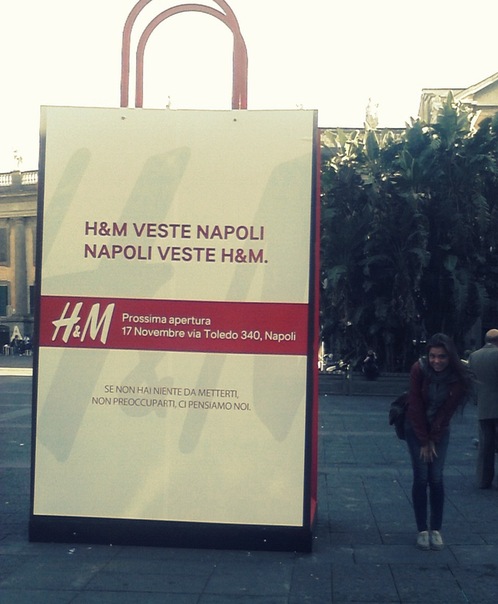 H&M VESTE NAPOLI
NAPOLI VESTE H&M.
H&M
Prossima apertura
17 Novembre via Toledo 340, Napoli
SE NON HAI NIENTE DA METTERTI,
NON PREOCCUPARTI, CI PENSIAMO NOI.
A